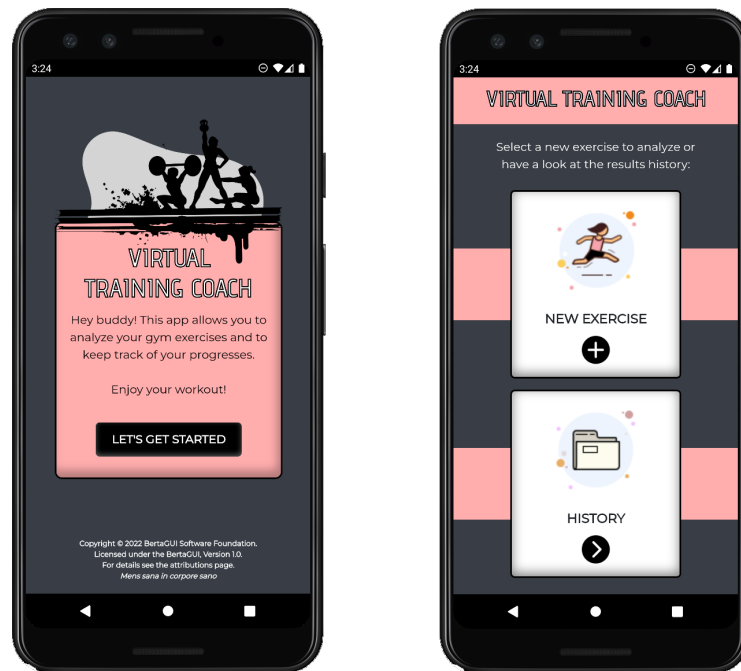 3:24
VIRTUAL
TRAINING COACH
Hey buddy! This app allows you to
analyze your gym exercises and to
keep track of your progresses.
Enjoy your workout!
LET'S GET STARTED
Copyright © 2022 BertaGUI Software Foundation.
Licensed under the BertaGUI, Version 1.0.
For details see the attributions page.
Mens sana in corpore sano
3:24
VIRTUAL TRAINING COACH
Select a new exercise to analyze or
have a look at the results history:
NEW EXERCISE
HISTORY